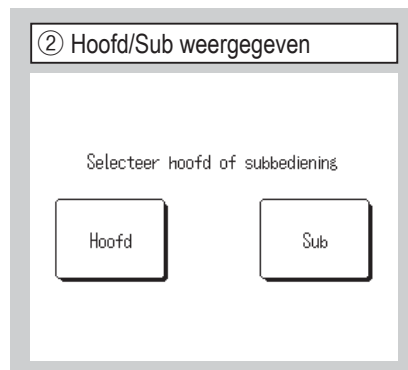 ② Hoofd/Sub weergegeven
Selecteer hoofd of subbediening
Hoofd
Sub